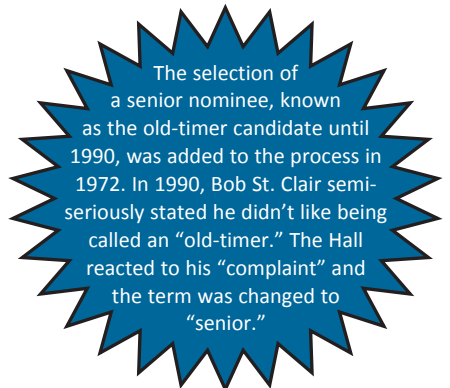 The selection of
a senior nominee, known
as the old-timer candidate until
1990, was added to the process in
1972. In 1990, Bob St. Clair semi-
seriously stated he didn’t like being
called an “old-timer.” The Hall
reacted to his “complaint” and
the term was changed to
“senior.”